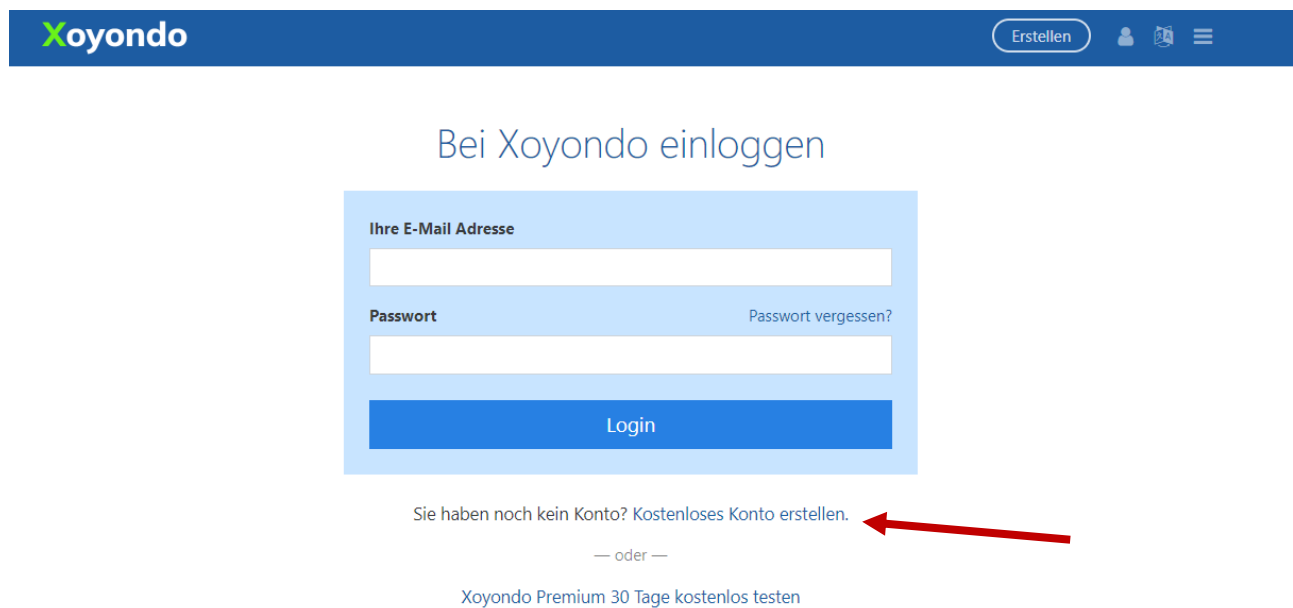 Xoyondo
Erstellen
Bei Xoyondo einloggen
Ihre E-Mail Adresse
Passwort Passwort vergessen?
Login
Sie haben noch kein Konto? Kostenloses Konto erstellen.
— oder —
Xoyondo Premium 30 Tage kostenlos testen